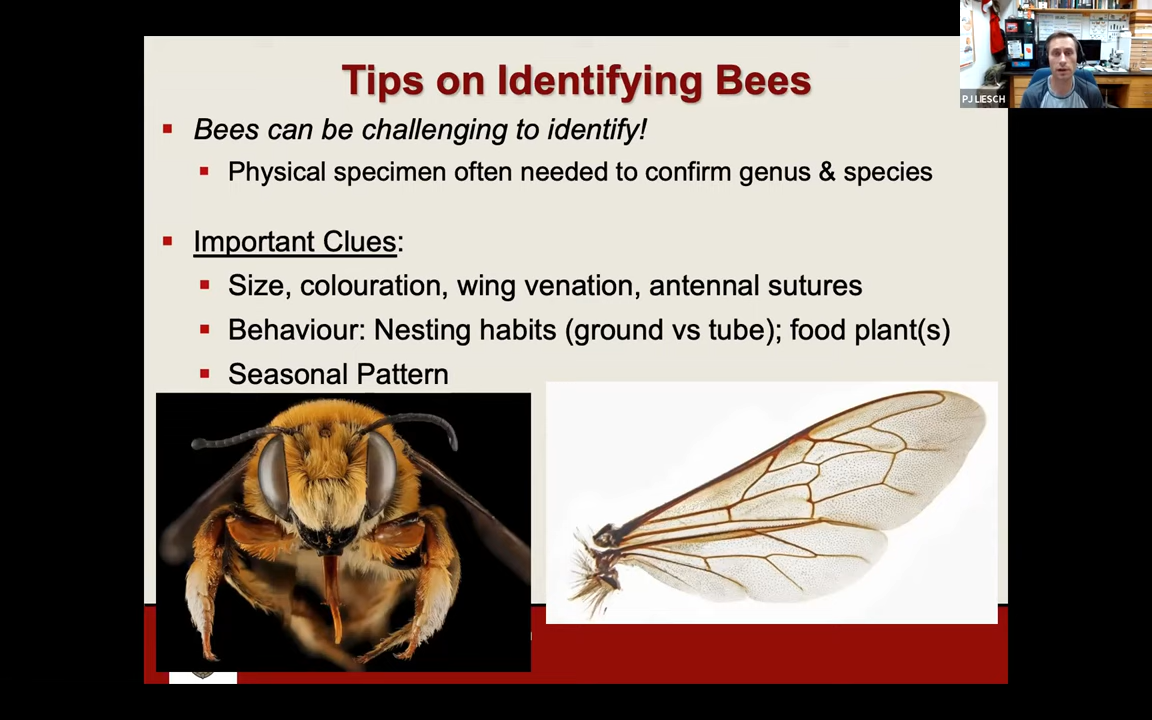 Tips on Identifying Bees
Bees can be challenging to identify!
Physical specimen often needed to confirm genus & species
Important Clues:
Size, colouration, wing venation, antennal sutures
Behaviour: Nesting habits (ground vs tube); food plant(s)
Seasonal Pattern
PJ LIESCH